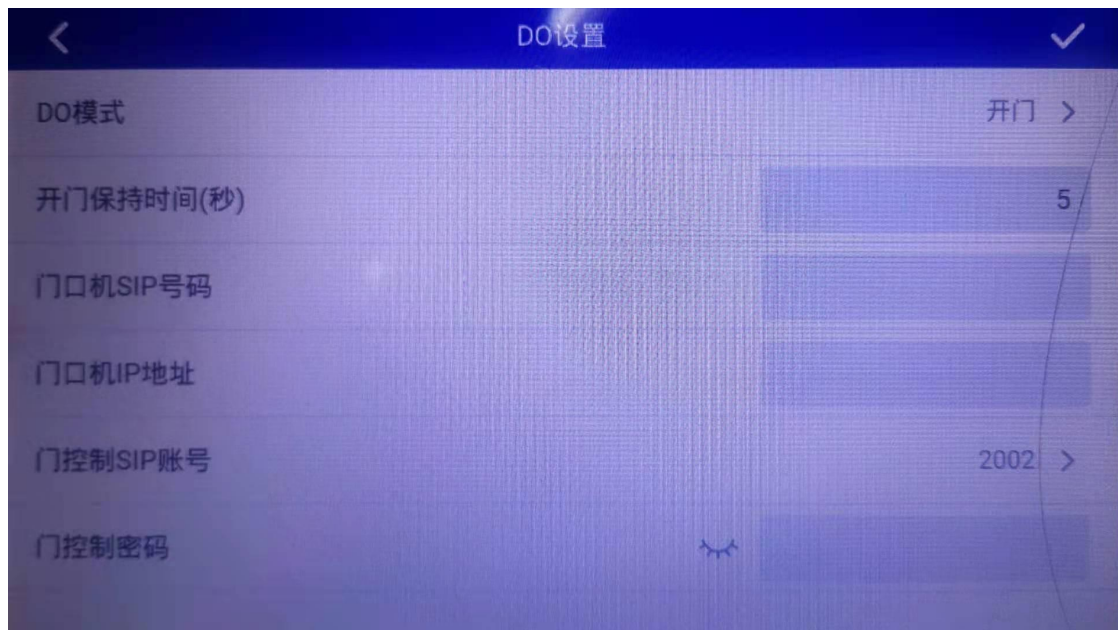 DO设置
DO模式 开门
开门保持时间(秒) 5
门口机SIP号码
门口机IP地址
门控制SIP账号 2002
门控制密码